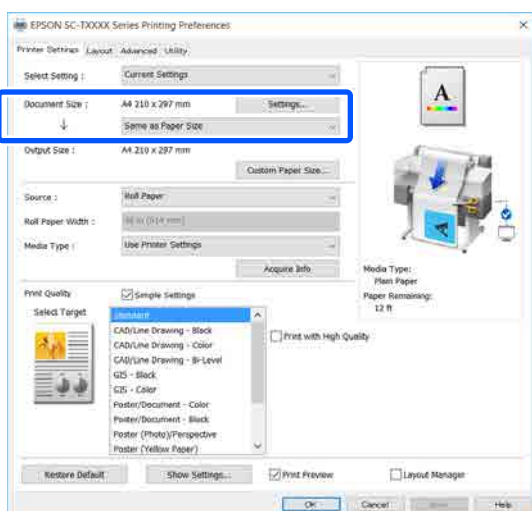 EPSON SC-TXXXX Series Printing Preferences
Printer Settings Layout Advanced Utility
Select Setting : Current Settings
Document Size : A4 210 x 297 mm Settings...
↓ Same as Paper Size
Output Size : A4 210 x 297 mm
Custom Paper Size...
Source : Roll Paper
Roll Paper Width :
Media Type : Use Printer Settings
Acquire Info
Media Type:
Plain Paper
Paper Remaining:
12 ft
Print Quality Simple Settings
Select Target
Standard
CAD/Line Drawing - Black
CAD/Line Drawing - Color
CAD/Line Drawing - Bi-Level
GIS - Black
GIS - Color
Poster/Document - Color
Poster/Document - Black
Poster (Photo)/Perspective
Poster (Yellow Paper)
Print with High Quality
A
Restore Default Show Settings... Print Preview Layout Manager
OK Cancel Help